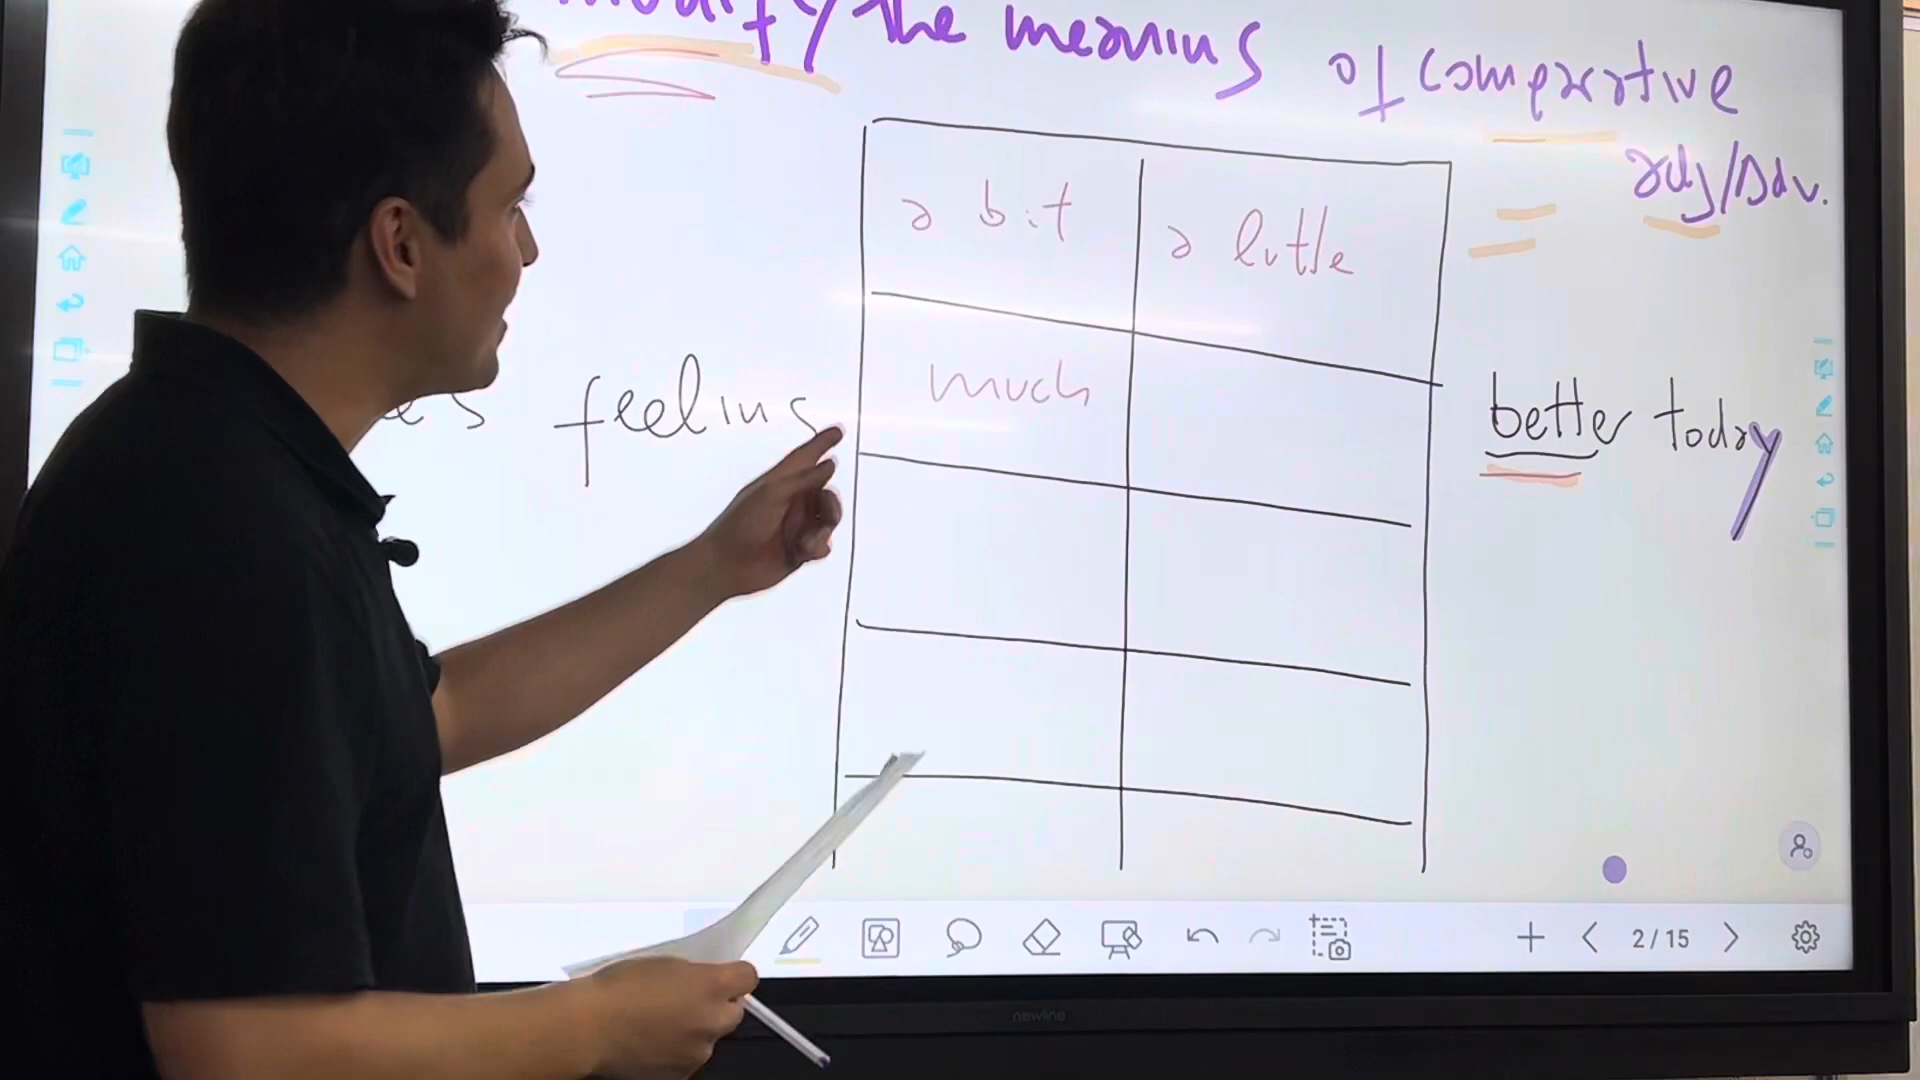 modify the meaning of comparative
adj/Adv.
a bit a little
feeling much better today
2/15
newline